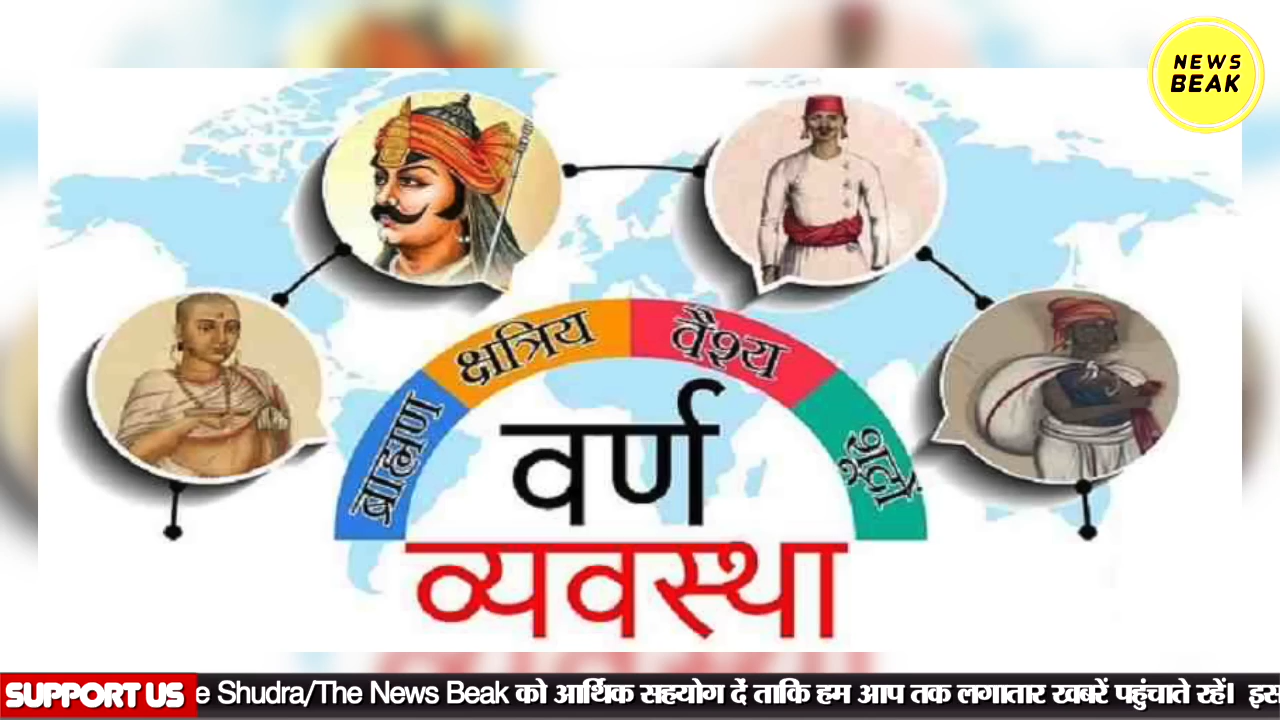 NEWS
BEAK
ब्राह्मण
क्षत्रिय
वैश्य
शूद्रों
वर्ण
व्यवस्था
SUPPORT US
e Shudra/The News Beak को आर्थिक सहयोग दें ताकि हम आप तक लगातार खबरें पहुंचाते रहें। इस